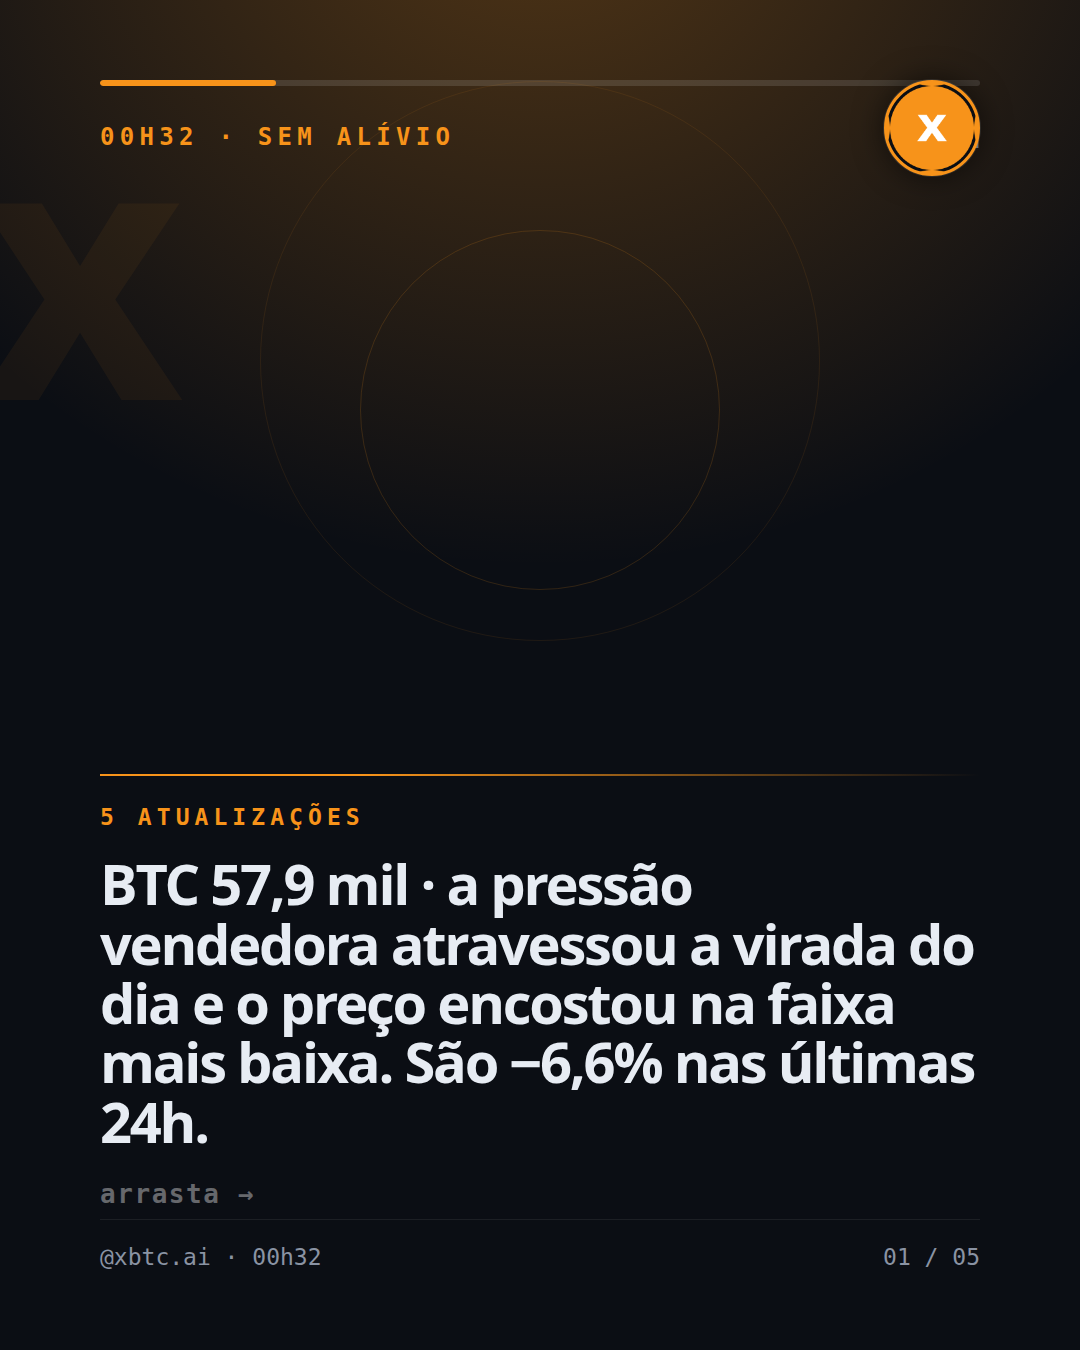 00H32 · SEM ALÍVIO
X
X
5 ATUALIZAÇÕES
BTC 57,9 mil · a pressão
vendedora atravessou a virada do
dia e o preço encostou na faixa
mais baixa. São −6,6% nas últimas
24h.
arrasta →
@xbtc.ai · 00h32
01 / 05